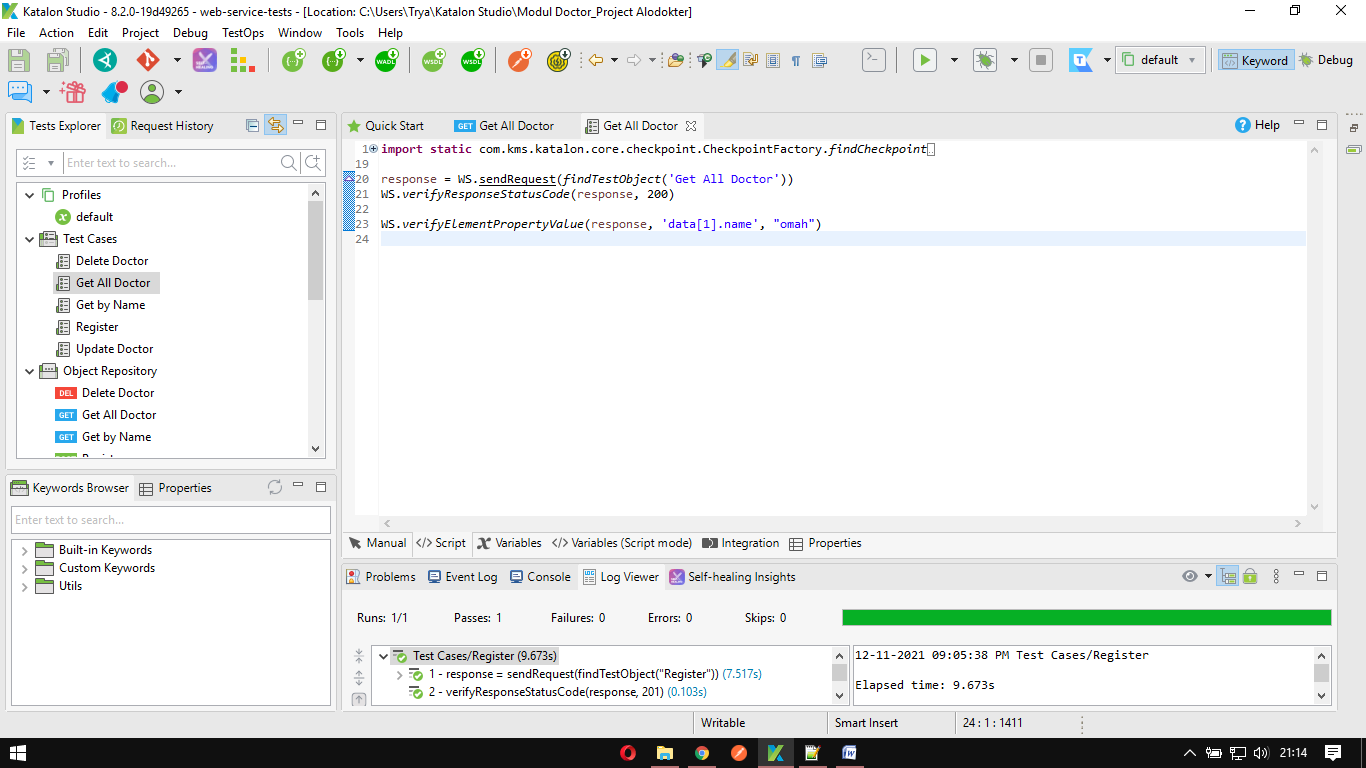 Katalon Studio - 8.2.0-19d49265 - web-service-tests - [Location: C:\Users\Trya\Katalon Studio\Modul Doctor_Project Alodokter]
File Action Edit Project Debug TestOps Window Tools Help
default
Keyword
Debug
Tests Explorer
Request History
Enter text to search...
Profiles
default
Test Cases
Delete Doctor
Get All Doctor
Get by Name
Register
Update Doctor
Object Repository
DEL Delete Doctor
GET Get All Doctor
GET Get by Name
Keywords Browser
Properties
Enter text to search...
Built-in Keywords
Custom Keywords
Utils
Quick Start
GET Get All Doctor
Get All Doctor
Help
1 import static com.kms.katalon.core.checkpoint.CheckpointFactory.findCheckpoint
19
20 response = WS.sendRequest(findTestObject('Get All Doctor'))
21 WS.verifyResponseStatusCode(response, 200)
22
23 WS.verifyElementPropertyValue(response, 'data[1].name', "omah")
24
Manual </> Script Variables </> Variables (Script mode) Integration Properties
Problems Event Log Console Log Viewer Self-healing Insights
Runs: 1/1 Passes: 1 Failures: 0 Errors: 0 Skips: 0
Test Cases/Register (9.673s)
1 - response = sendRequest(findTestObject("Register")) (7.517s)
2 - verifyResponseStatusCode(response, 201) (0.103s)
12-11-2021 09:05:38 PM Test Cases/Register
Elapsed time: 9.673s
Writable
Smart Insert
24 : 1 : 1411
21:14